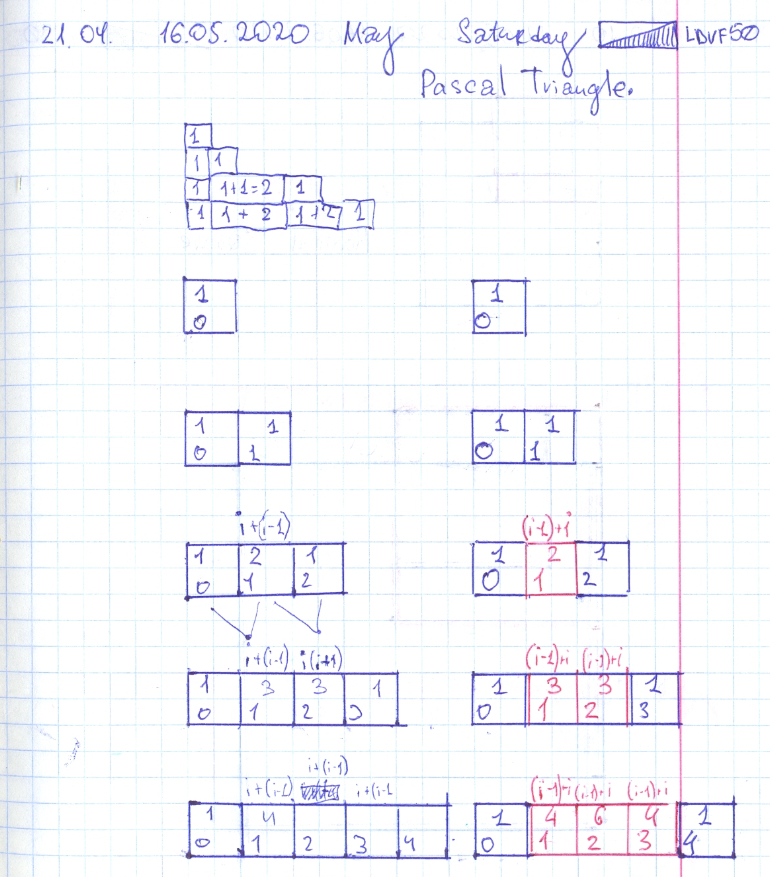 21.04. 16.05.2020 May Saturday LDVF50
Pascal Triangle.
1
1 1
1 1+1=2 1
1 1+2 1+2 1
1 1
0 0
1 1 1 1
0 1 0 1
i+(i-1) (i-1)+i
1 2 1 1 2 1
0 1 2 0 1 2
i+(i-1) i(i+1) (i-1)+i (i-1)+i
1 3 3 1 1 3 3 1
0 1 2 3 0 1 2 3
i+(i-1)
i+(i-1) i+(i-1 (i-1)+i (i-1)+i (i-1)+i
1 4 1 4 6 4 1
0 1 2 3 4 0 1 2 3 4